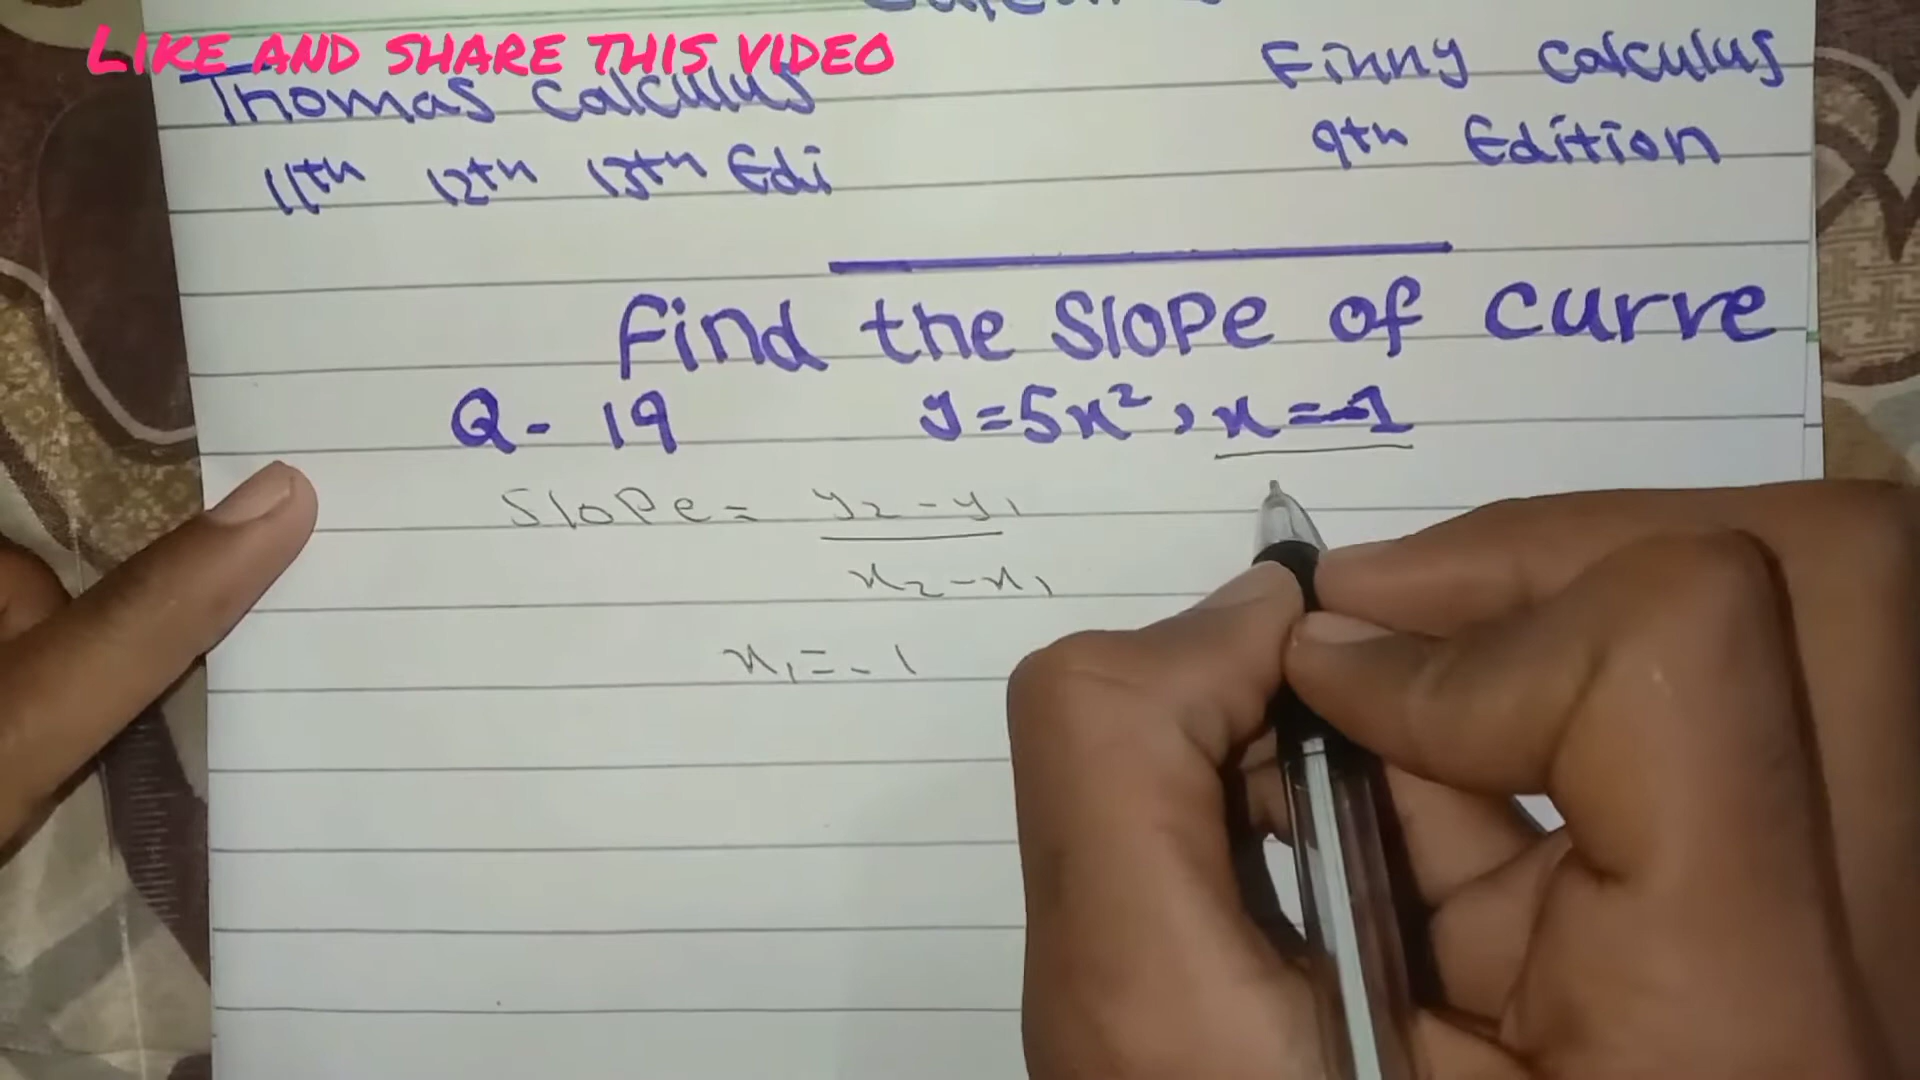 LIKE AND SHARE THIS VIDEO
Thomas calculus
11th 12th 13th Edi
Finny calculus
9th Edition
Find the Slope of curve
Q- 19 y=5x², x=-1
Slope= y₂-y₁
x₂-x₁
x₁=-1